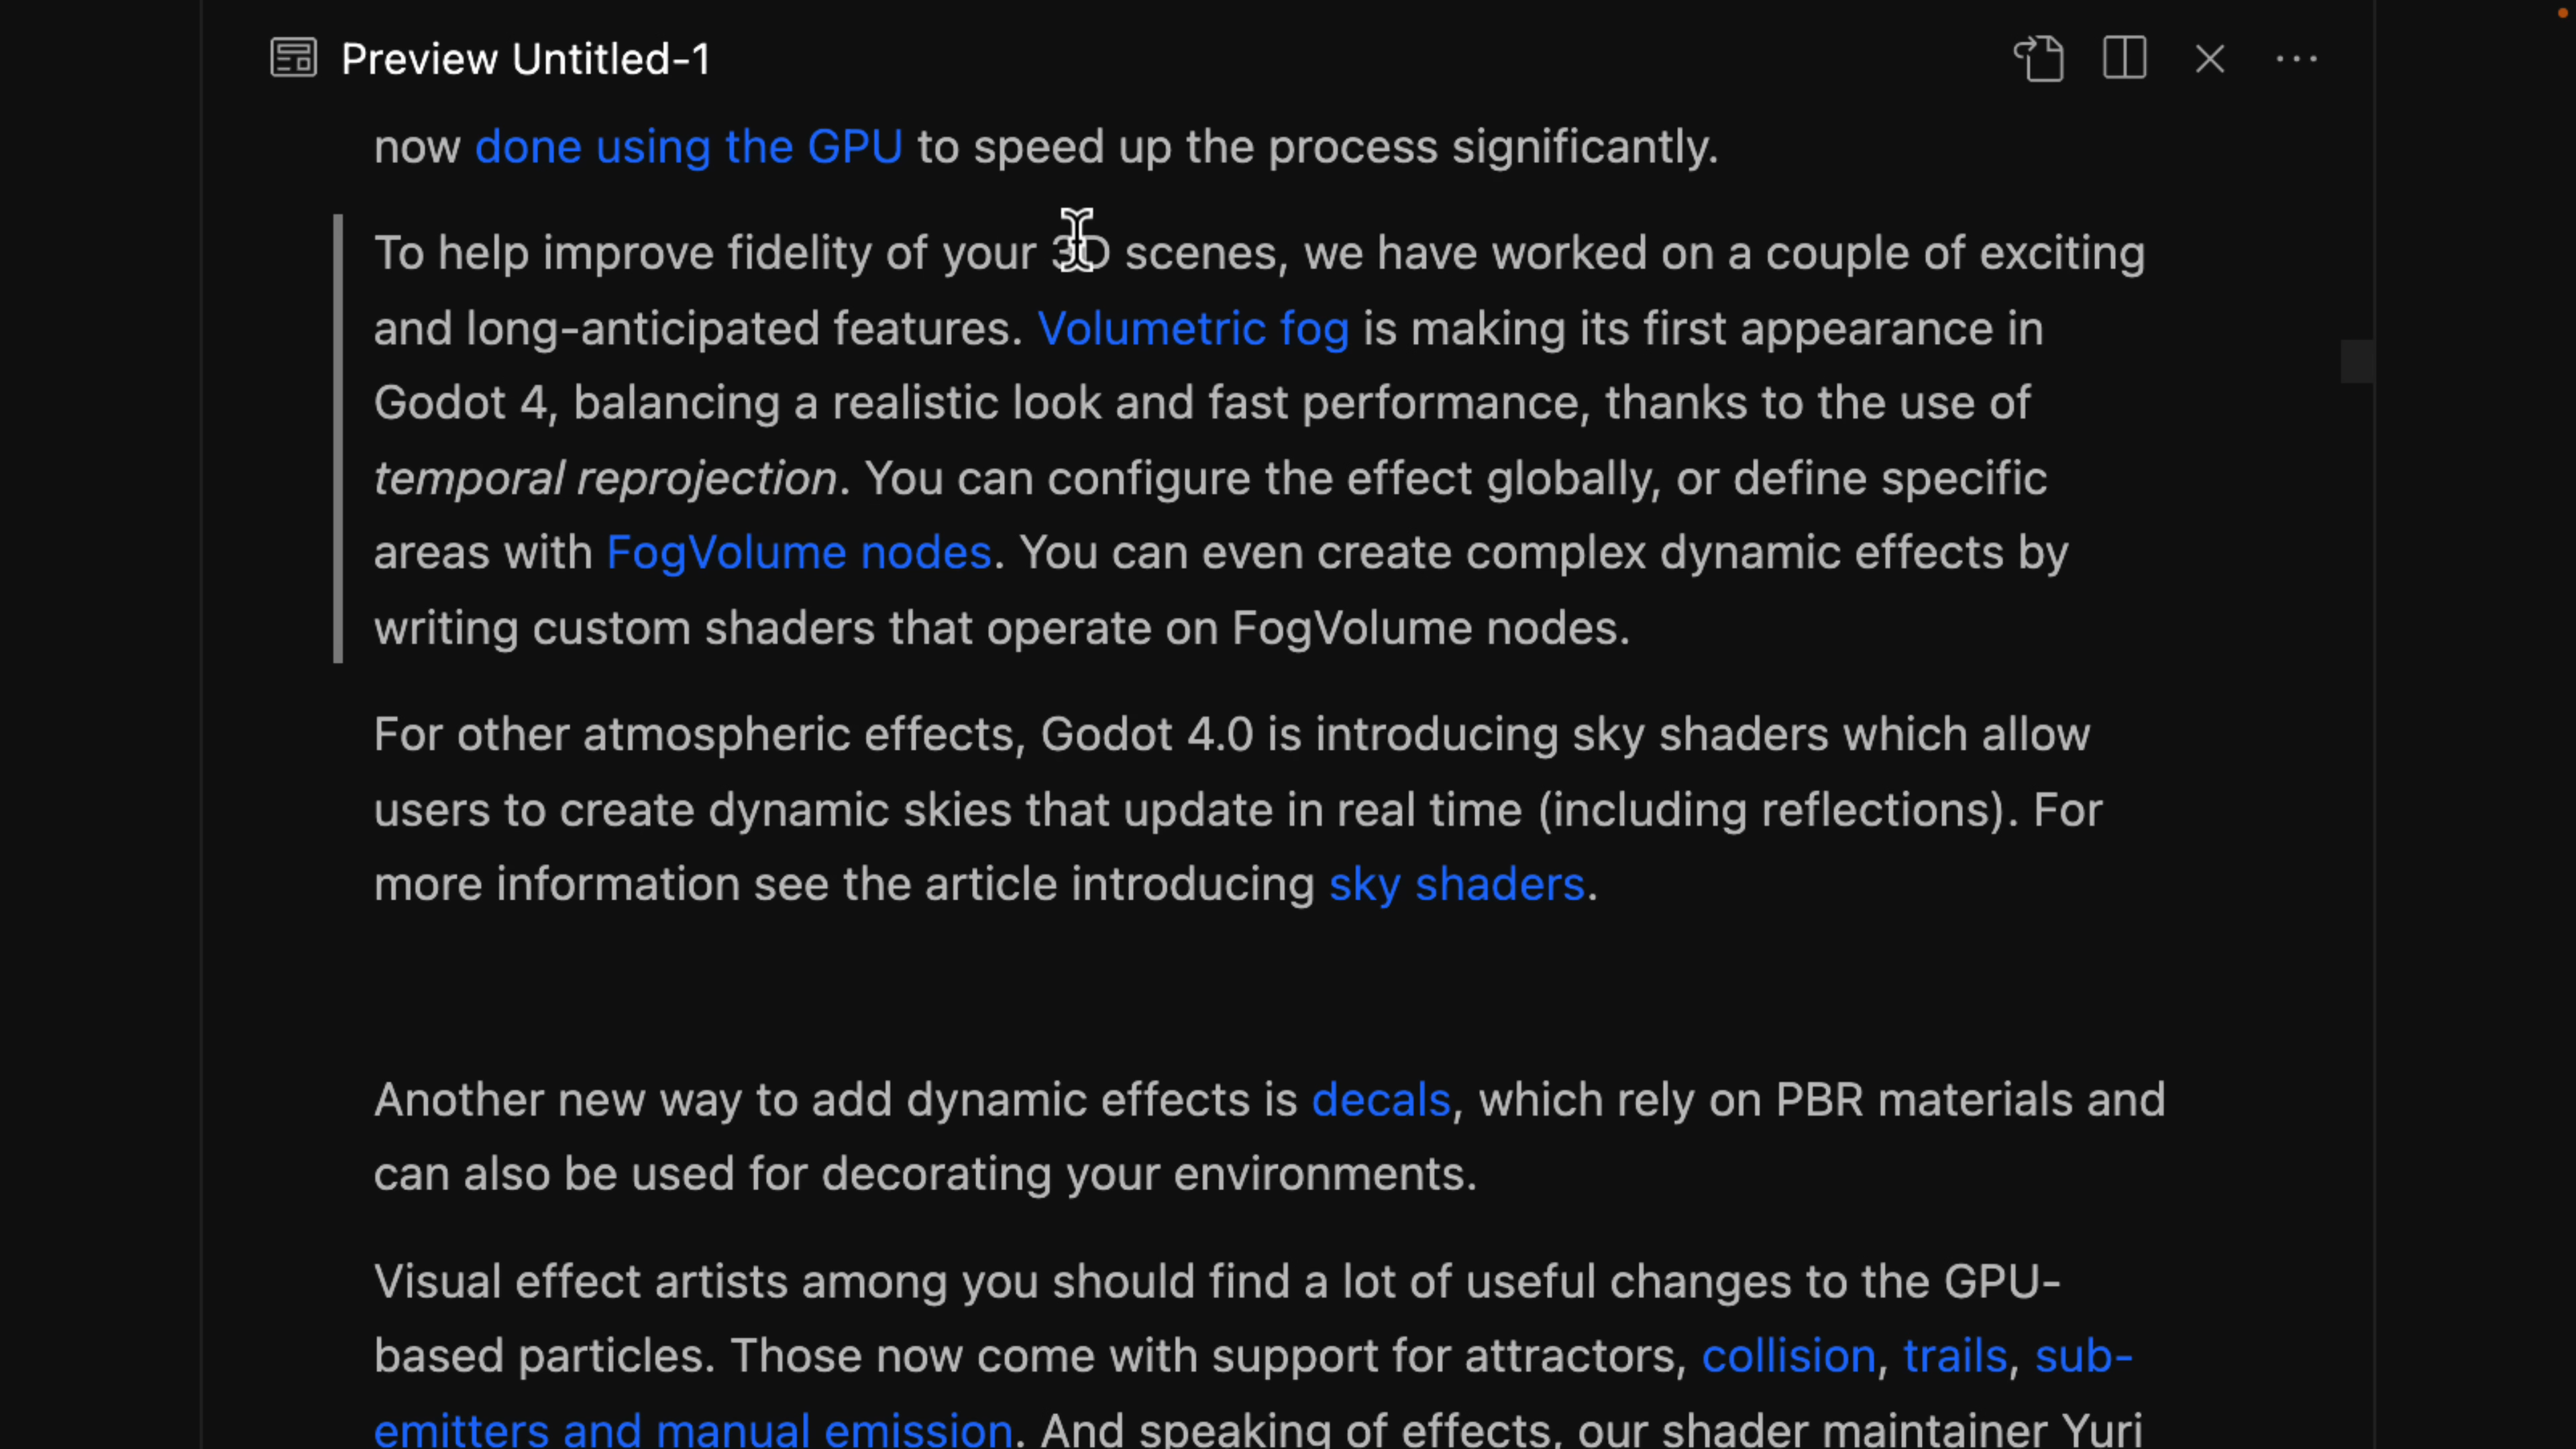 Preview Untitled-1
now done using the GPU to speed up the process significantly.
To help improve fidelity of your 3D scenes, we have worked on a couple of exciting
and long-anticipated features. Volumetric fog is making its first appearance in
Godot 4, balancing a realistic look and fast performance, thanks to the use of
temporal reprojection. You can configure the effect globally, or define specific
areas with FogVolume nodes. You can even create complex dynamic effects by
writing custom shaders that operate on FogVolume nodes.
For other atmospheric effects, Godot 4.0 is introducing sky shaders which allow
users to create dynamic skies that update in real time (including reflections). For
more information see the article introducing sky shaders.
Another new way to add dynamic effects is decals, which rely on PBR materials and
can also be used for decorating your environments.
Visual effect artists among you should find a lot of useful changes to the GPU-
based particles. Those now come with support for attractors, collision, trails, sub-
emitters and manual emission. And speaking of effects, our shader maintainer Yuri